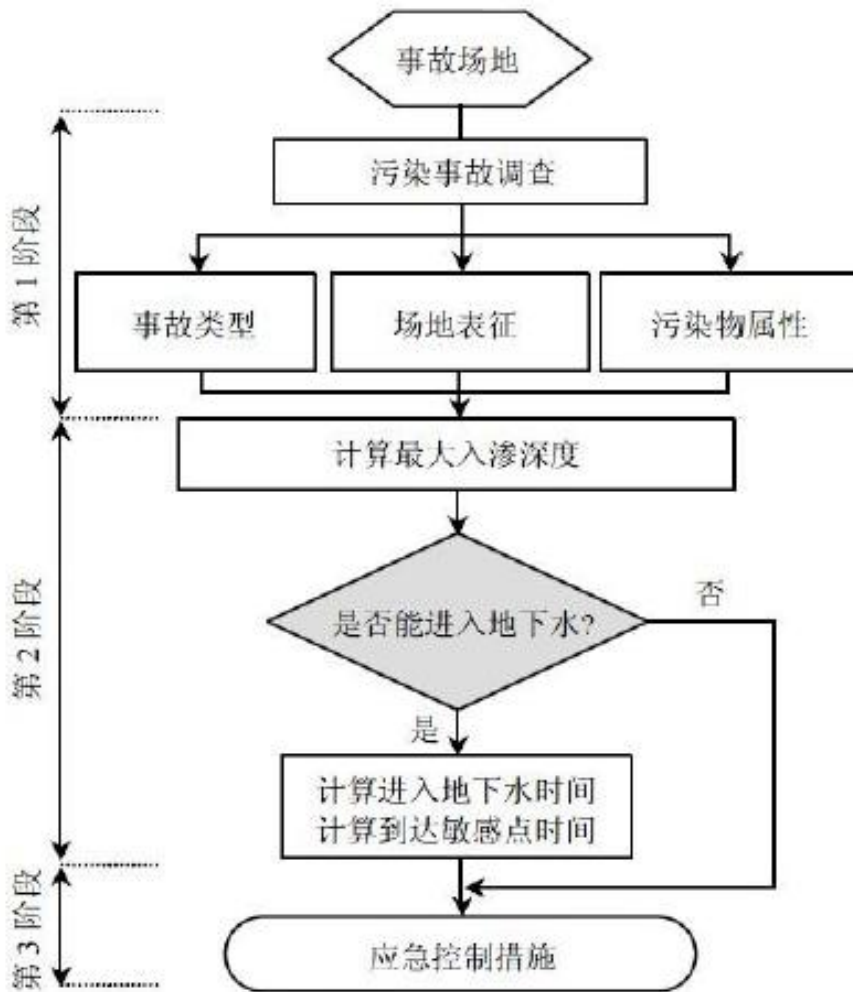 事故场地
污染事故调查
第1阶段
事故类型
场地表征
污染物属性
计算最大入渗深度
第2阶段
是否能进入地下水?
否
是
计算进入地下水时间
计算到达敏感点时间
第3阶段
应急控制措施